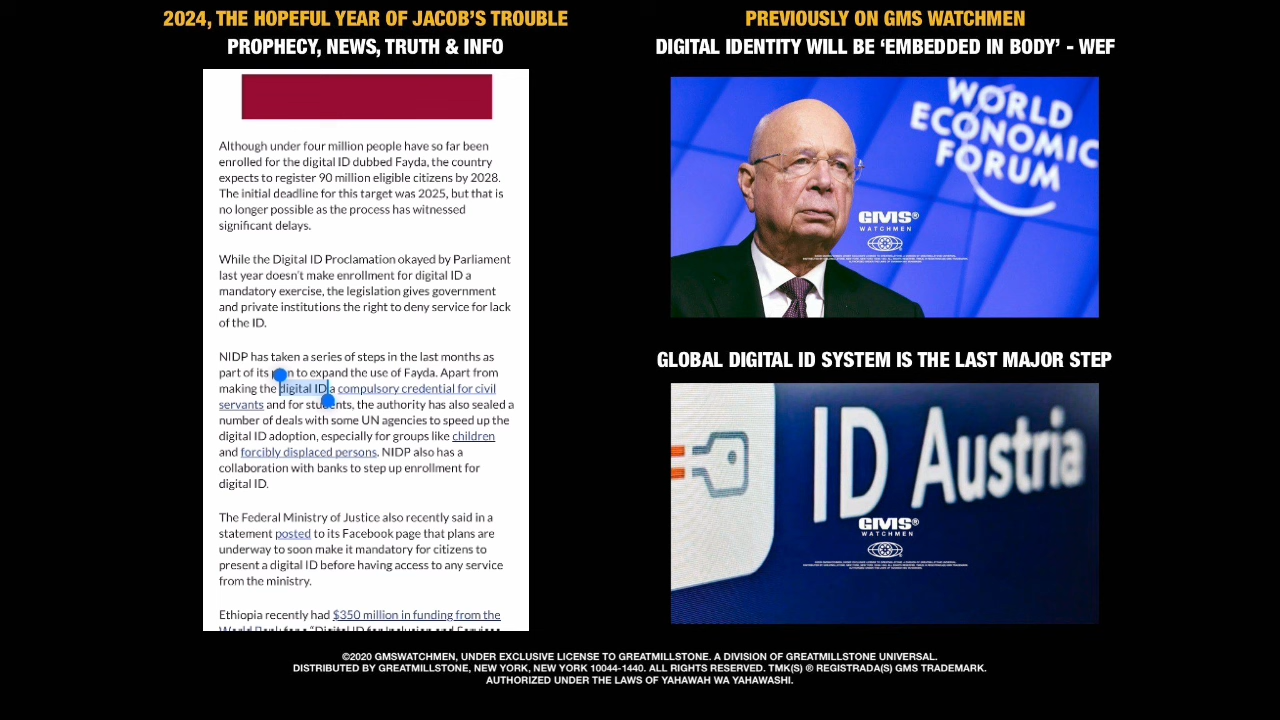 2024, THE HOPEFUL YEAR OF JACOB'S TROUBLE
PROPHECY, NEWS, TRUTH & INFO
Although under four million people have so far been
enrolled for the digital ID dubbed Fayda, the country
expects to register 90 million eligible citizens by 2028.
The initial deadline for this target was 2025, but that is
no longer possible as the process has witnessed
significant delays.
While the Digital ID Proclamation okayed by Parliament
last year doesn't make enrollment for digital ID a
mandatory exercise, the legislation gives government
and private institutions the right to deny service for lack
of the ID.
NIDP has taken a series of steps in the last months as
part of its plan to expand the use of Fayda. Apart from
making the digital ID a compulsory credential for civil
servants and for students, the authority has also sealed a
number of deals with some UN agencies to speed up the
digital ID adoption, especially for groups like children
and forcibly displaced persons. NIDP also has a
collaboration with banks to step up enrollment for
digital ID.
The Federal Ministry of Justice also recently said in a
statement posted to its Facebook page that plans are
underway to soon make it mandatory for citizens to
present a digital ID before having access to any service
from the ministry.
Ethiopia recently had $350 million in funding from the
PREVIOUSLY ON GMS WATCHMEN
DIGITAL IDENTITY WILL BE ‘EMBEDDED IN BODY’ - WEF
WORLD
ECONOMIC
FORUM
GMS®
WATCHMEN
GLOBAL DIGITAL ID SYSTEM IS THE LAST MAJOR STEP
ID Austria
GMS®
WATCHMEN
©2020 GMSWATCHMEN, UNDER EXCLUSIVE LICENSE TO GREATMILLSTONE. A DIVISION OF GREATMILLSTONE UNIVERSAL.
DISTRIBUTED BY GREATMILLSTONE, NEW YORK, NEW YORK 10044-1440. ALL RIGHTS RESERVED. TMK(S) ® REGISTRADA(S) GMS TRADEMARK.
AUTHORIZED UNDER THE LAWS OF YAHAWAH WA YAHAWASHI.